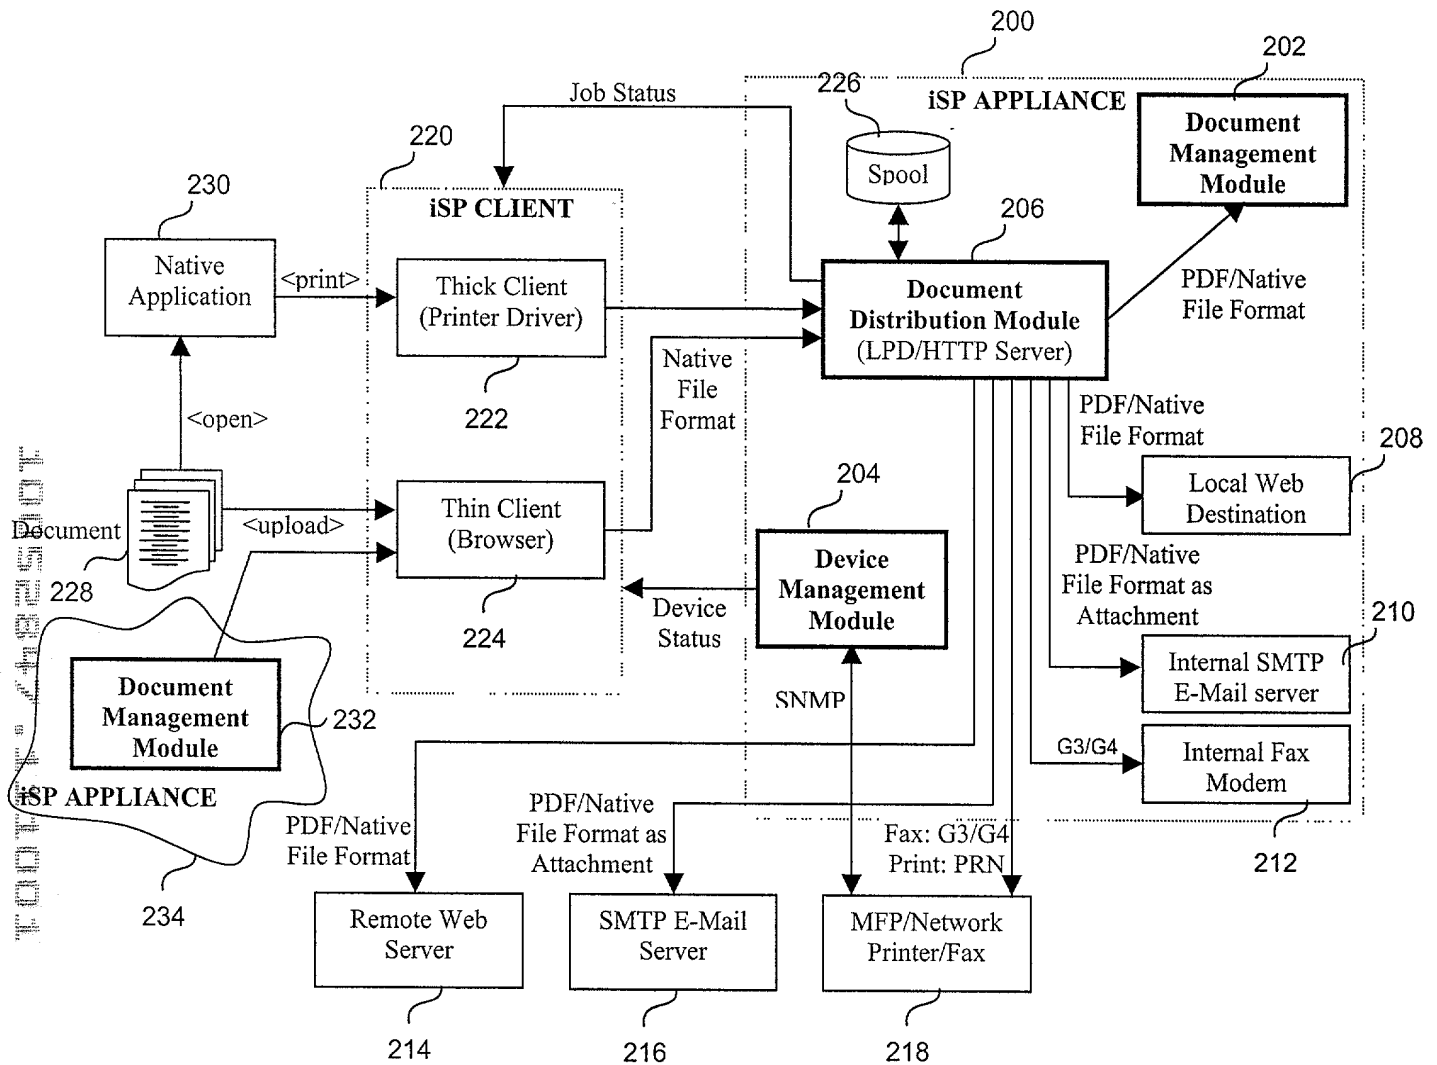 200
202
226
iSP APPLIANCE
Job Status
Document
Management
Module
220
Spool
230
iSP CLIENT
206
Native
Application
<print>
Thick Client
(Printer Driver)
Document
Distribution Module
(LPD/HTTP Server)
PDF/Native
File Format
Native
File
Format
222
<open>
PDF/Native
File Format
208
204
Local Web
Destination
Thin Client
(Browser)
<upload>
Document
228
Device
Management
Module
PDF/Native
File Format as
Attachment
Device
Status
224
210
Internal SMTP
E-Mail server
Document
Management
Module
232
SNMP
G3/G4
Internal Fax
Modem
iSP APPLIANCE
PDF/Native
File Format
PDF/Native
File Format as
Attachment
Fax: G3/G4
Print: PRN
212
234
Remote Web
Server
SMTP E-Mail
Server
MFP/Network
Printer/Fax
214
216
218